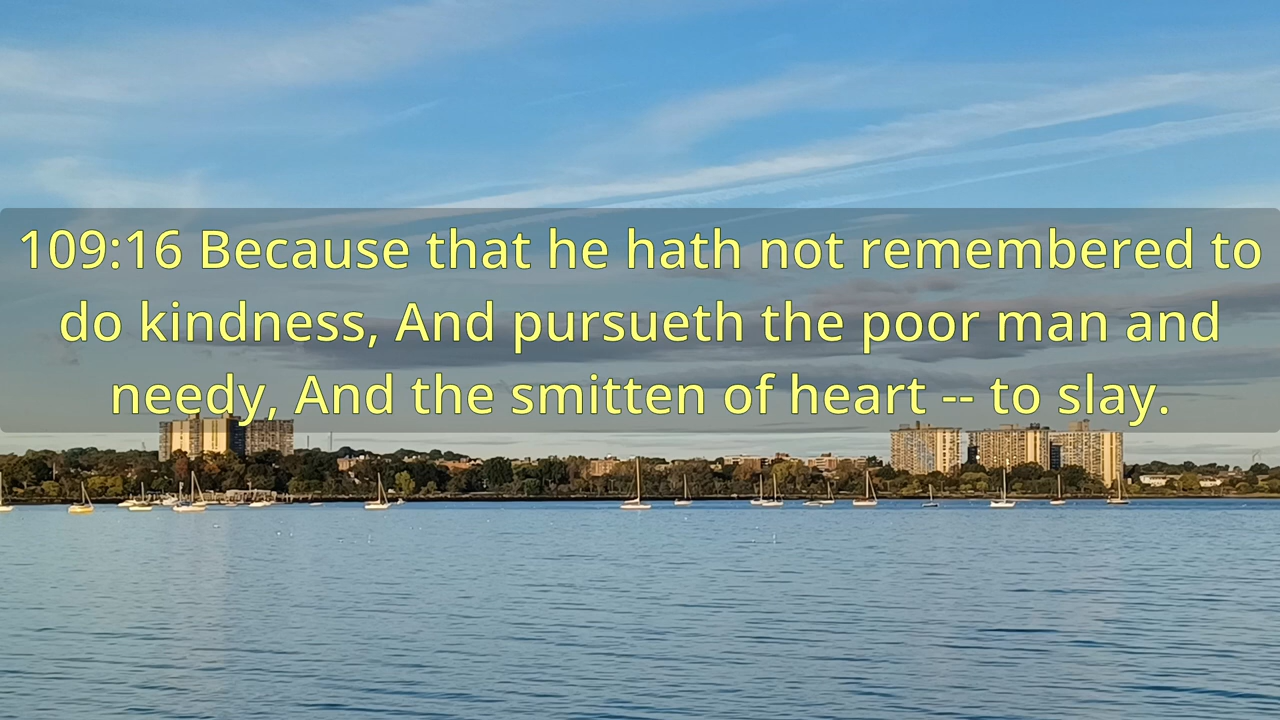 109:16 Because that he hath not remembered to
do kindness, And pursueth the poor man and
needy, And the smitten of heart -- to slay.